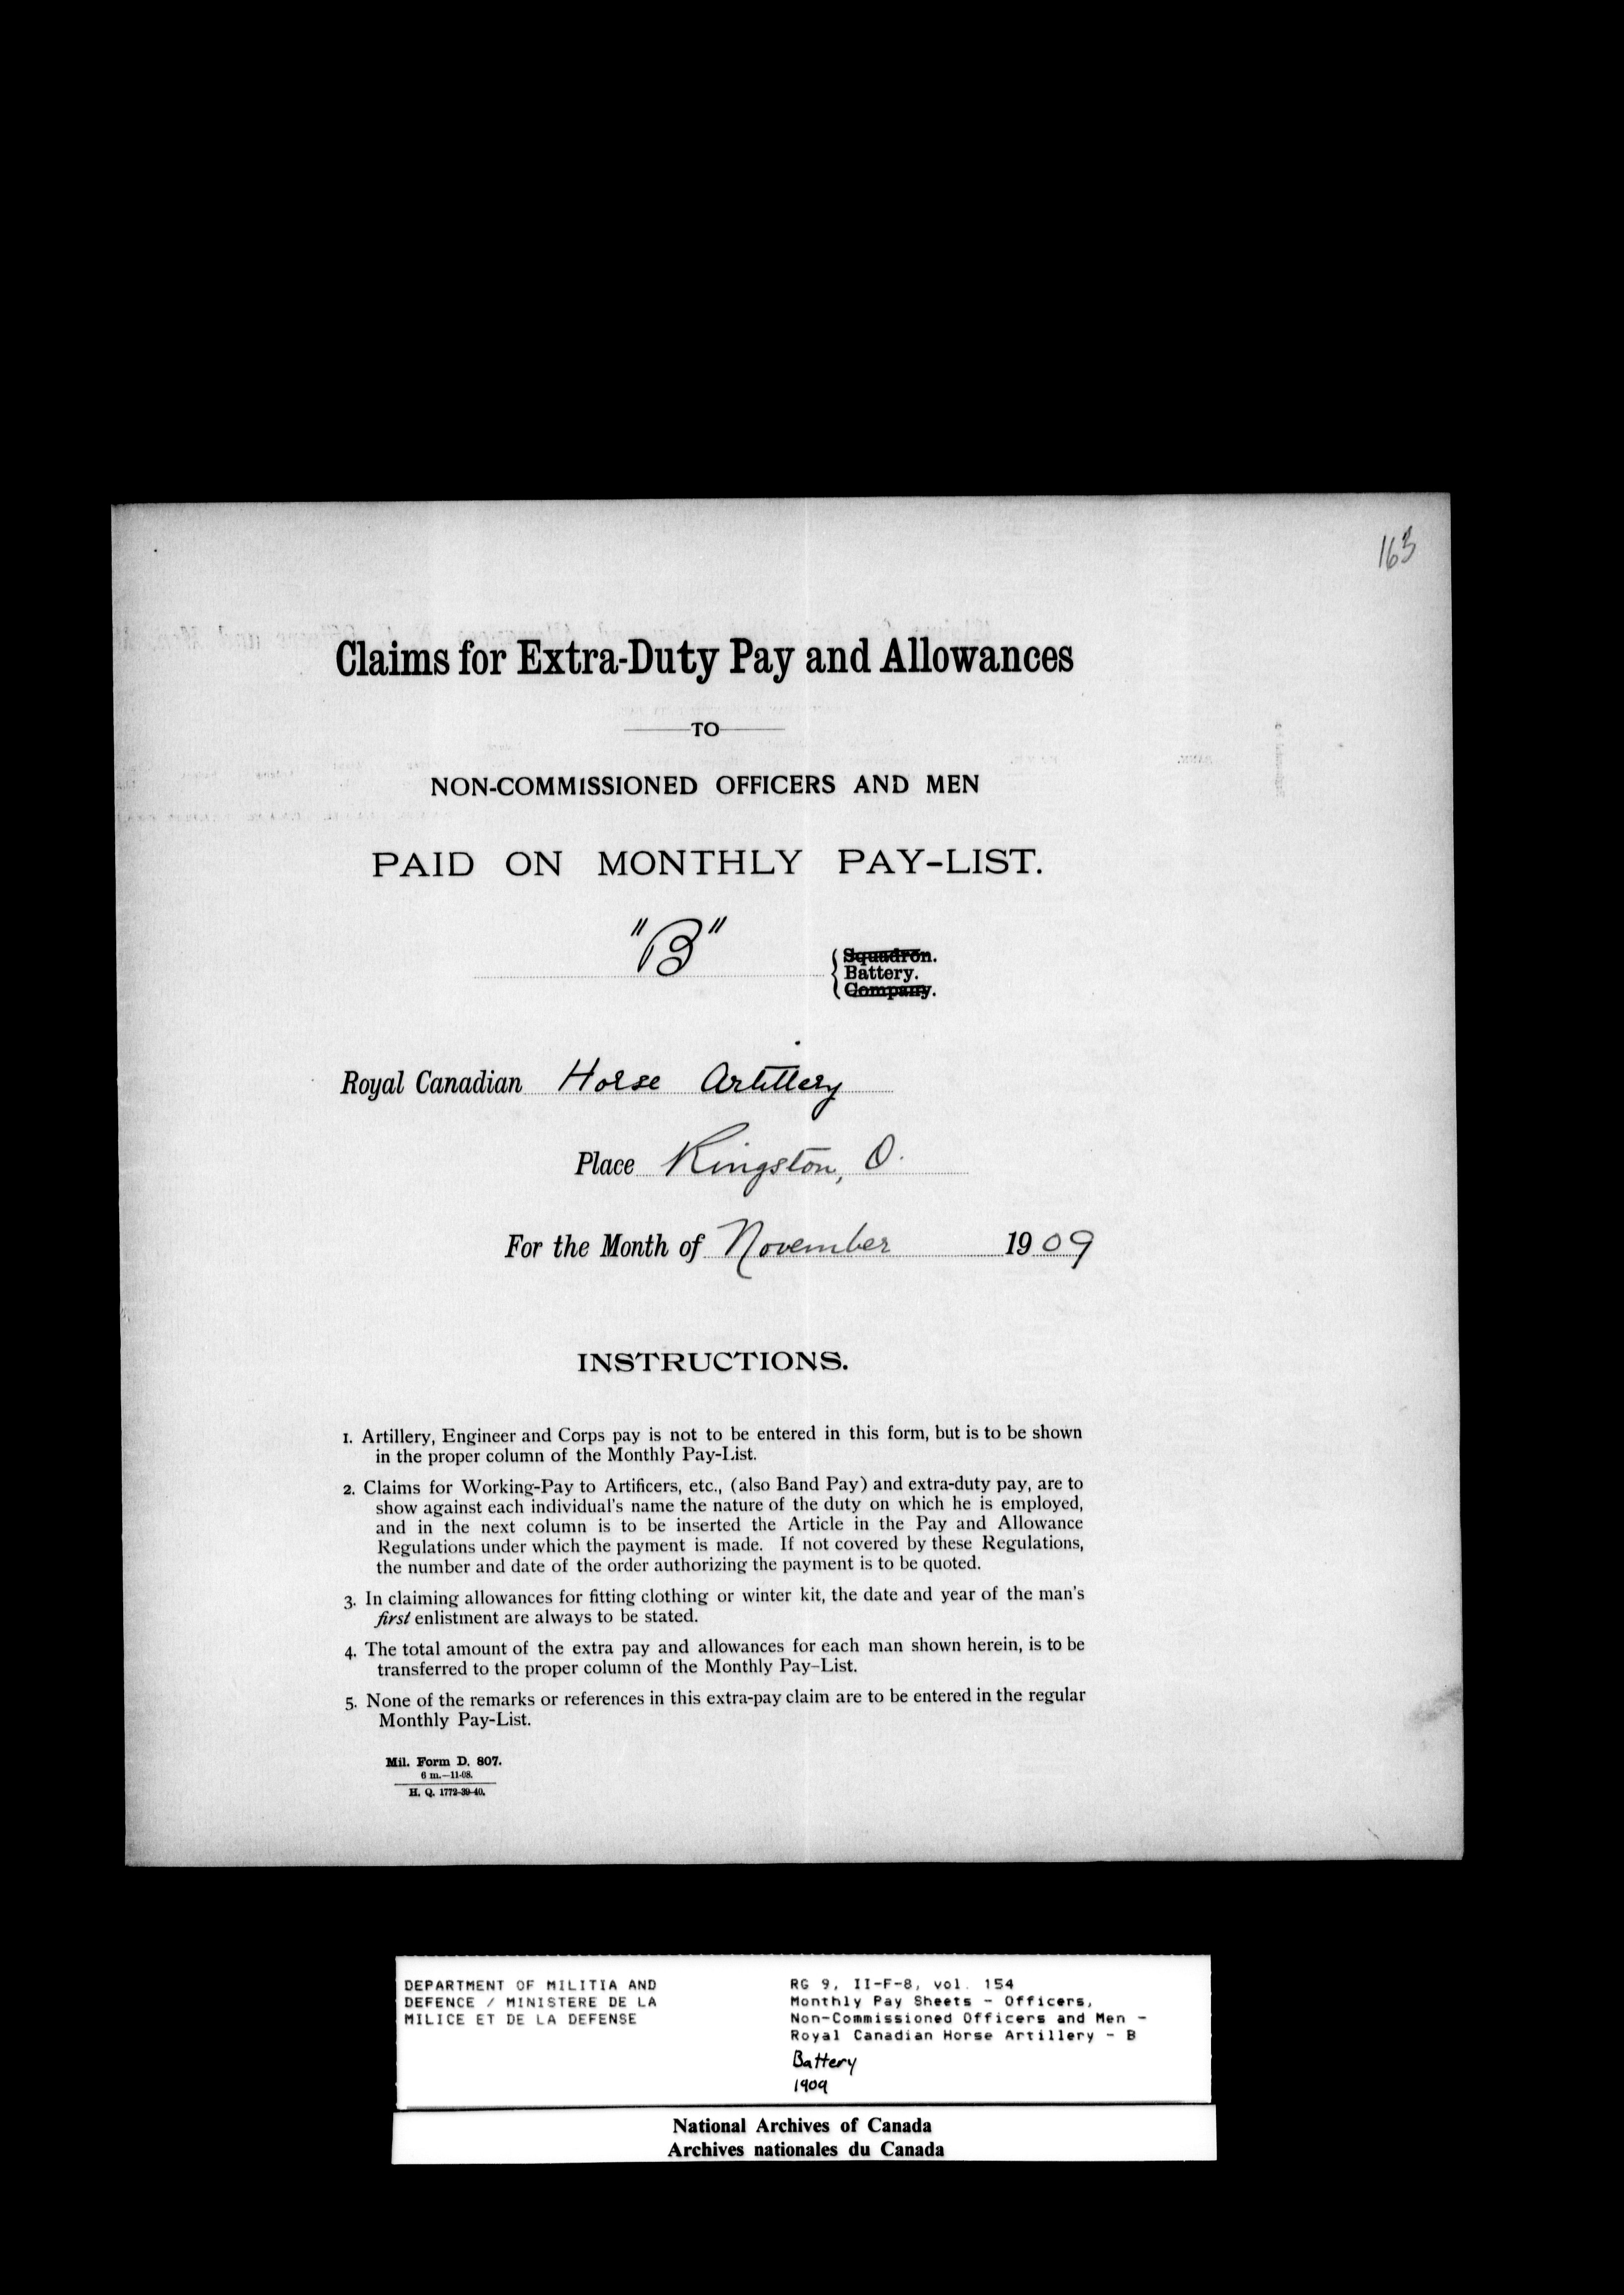 163
Claims for Extra-Duty Pay and Allowances
TO
NON-COMMISSIONED OFFICERS AND MEN
PAID ON MONTHLY PAY-LIST.
"B"
Squadron.
Battery.
Company.
Royal Canadian Horse Artillery
Place Kingston, O.
For the Month of November 1909
INSTRUCTIONS.
1. Artillery, Engineer and Corps pay is not to be entered in this form, but is to be shown
in the proper column of the Monthly Pay-List.
2. Claims for Working-Pay to Artificers, etc., (also Band Pay) and extra-duty pay, are to
show against each individual's name the nature of the duty on which he is employed,
and in the next column is to be inserted the Article in the Pay and Allowance
Regulations under which the payment is made. If not covered by these Regulations,
the number and date of the order authorizing the payment is to be quoted.
3. In claiming allowances for fitting clothing or winter kit, the date and year of the man's
first enlistment are always to be stated.
4. The total amount of the extra pay and allowances for each man shown herein, is to be
transferred to the proper column of the Monthly Pay-List.
5. None of the remarks or references in this extra-pay claim are to be entered in the regular
Monthly Pay-List.
Mil. Form D. 807.
6 m.—11-08.
H. Q. 1772-39-40.
DEPARTMENT OF MILITIA AND
DEFENCE / MINISTERE DE LA
MILICE ET DE LA DEFENSE
RG 9, II-F-8, vol. 154
Monthly Pay Sheets - Officers,
Non-Commissioned Officers and Men -
Royal Canadian Horse Artillery - B
Battery
1909
National Archives of Canada
Archives nationales du Canada